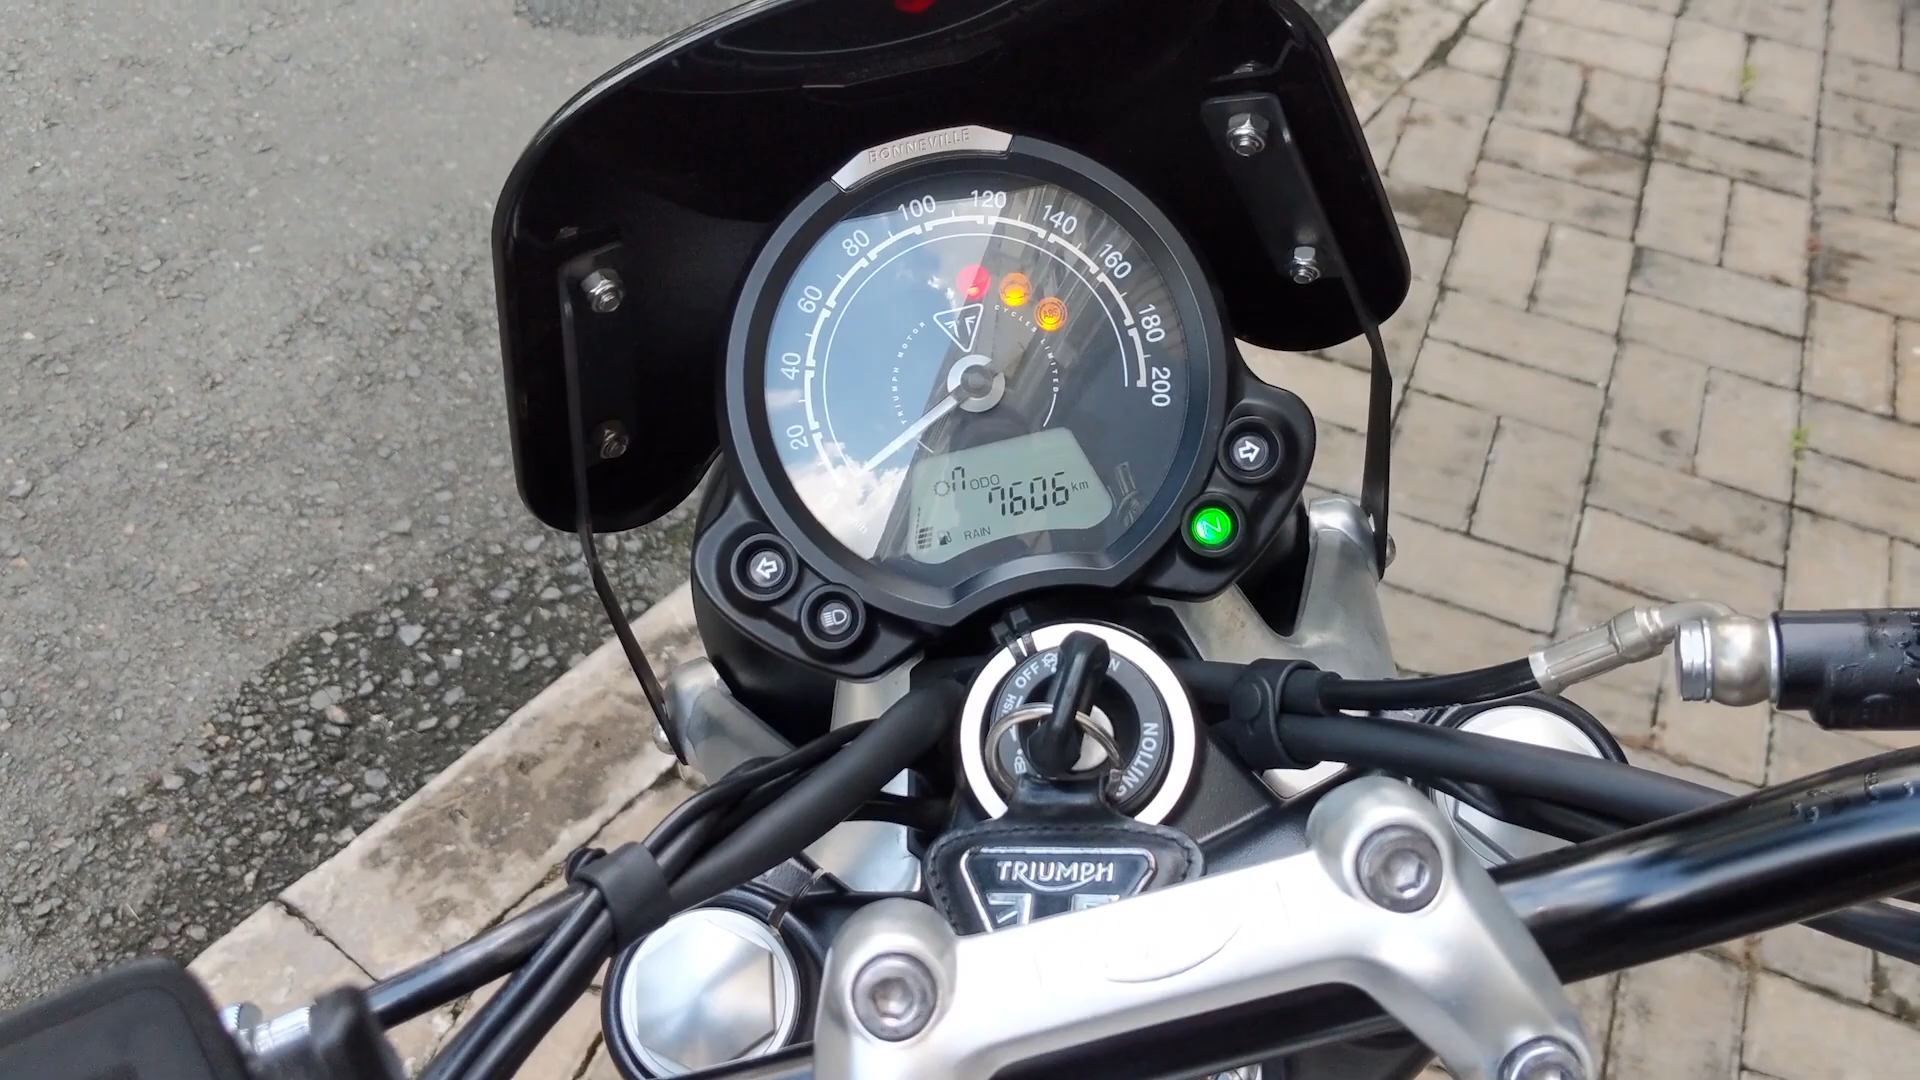 BONNEVILLE
20
40
60
80
100
120
140
160
180
200
TRIUMPH MOTOR
CYCLES LIMITED
ABS
ODO
7606 km
RAIN
N
OFF
IGNITION
TRIUMPH